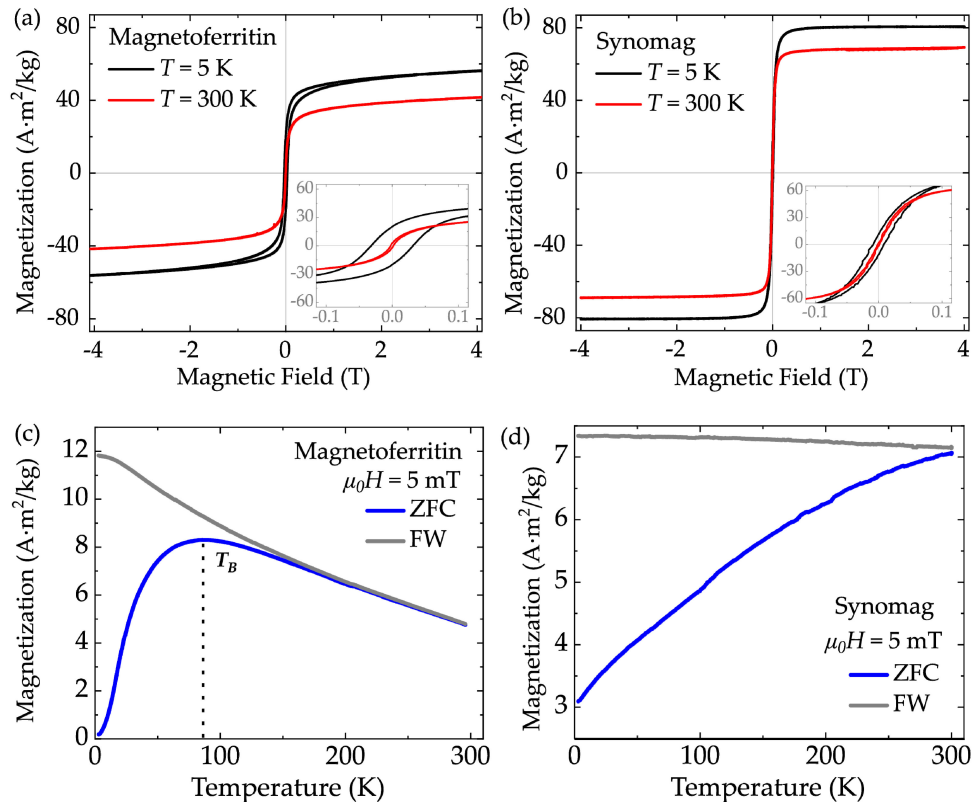 (a)
Magnetoferritin
T = 5 K
T = 300 K
Magnetization (A·m²/kg)
80
40
0
-40
-80
-4
-2
0
2
4
Magnetic Field (T)
60
30
0
-30
-60
-0.1
0.0
0.1
(b)
Synomag
T = 5 K
T = 300 K
Magnetization (A·m²/kg)
80
40
0
-40
-80
-4
-2
0
2
4
Magnetic Field (T)
60
30
0
-30
-60
-0.1
0.0
0.1
(c)
Magnetoferritin
μ₀H = 5 mT
ZFC
FW
T_B
Magnetization (A·m²/kg)
12
10
8
6
4
2
0
0
100
200
300
Temperature (K)
(d)
Synomag
μ₀H = 5 mT
ZFC
FW
Magnetization (A·m²/kg)
7
6
5
4
3
0
100
200
300
Temperature (K)